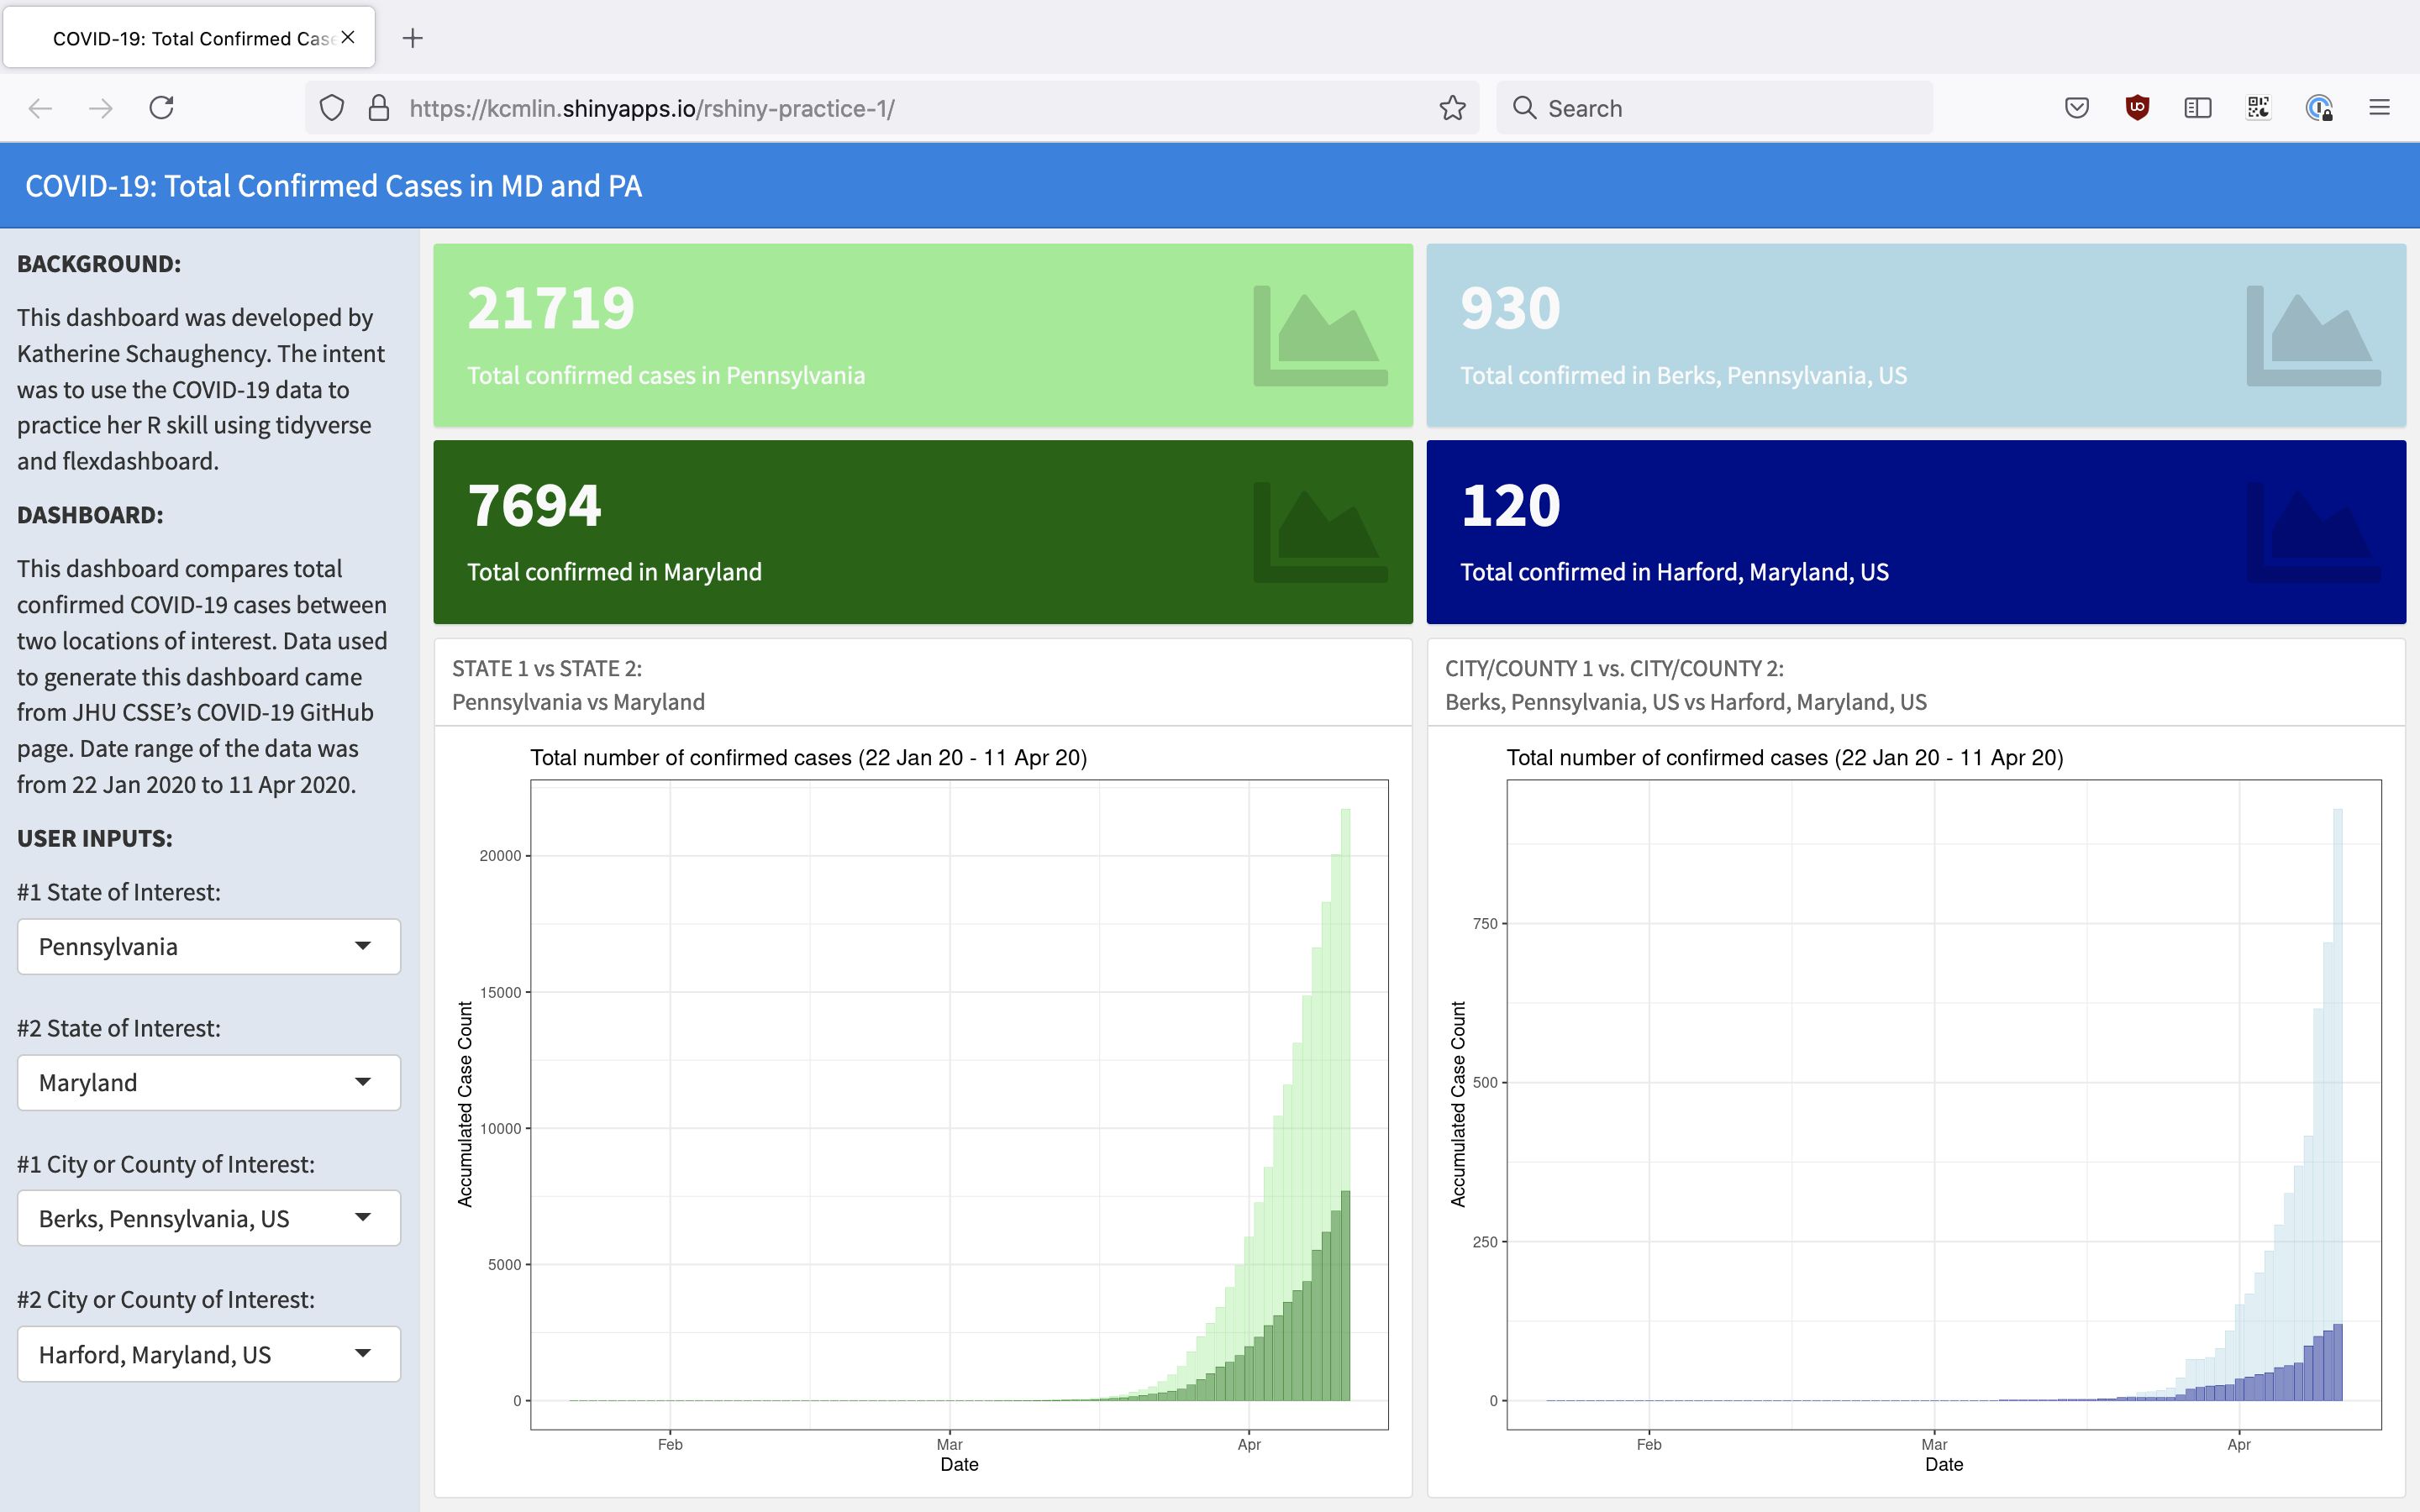 COVID-19: Total Confirmed Case
https://kcmlin.shinyapps.io/rshiny-practice-1/
Search
COVID-19: Total Confirmed Cases in MD and PA
BACKGROUND:
This dashboard was developed by
Katherine Schaughency. The intent
was to use the COVID-19 data to
practice her R skill using tidyverse
and flexdashboard.
DASHBOARD:
This dashboard compares total
confirmed COVID-19 cases between
two locations of interest. Data used
to generate this dashboard came
from JHU CSSE’s COVID-19 GitHub
page. Date range of the data was
from 22 Jan 2020 to 11 Apr 2020.
USER INPUTS:
#1 State of Interest:
Pennsylvania
#2 State of Interest:
Maryland
#1 City or County of Interest:
Berks, Pennsylvania, US
#2 City or County of Interest:
Harford, Maryland, US
21719
Total confirmed cases in Pennsylvania
930
Total confirmed in Berks, Pennsylvania, US
7694
Total confirmed in Maryland
120
Total confirmed in Harford, Maryland, US
STATE 1 vs STATE 2:
Pennsylvania vs Maryland
Total number of confirmed cases (22 Jan 20 - 11 Apr 20)
Accumulated Case Count
20000
15000
10000
5000
0
Feb
Mar
Apr
Date
CITY/COUNTY 1 vs. CITY/COUNTY 2:
Berks, Pennsylvania, US vs Harford, Maryland, US
Total number of confirmed cases (22 Jan 20 - 11 Apr 20)
Accumulated Case Count
750
500
250
0
Feb
Mar
Apr
Date